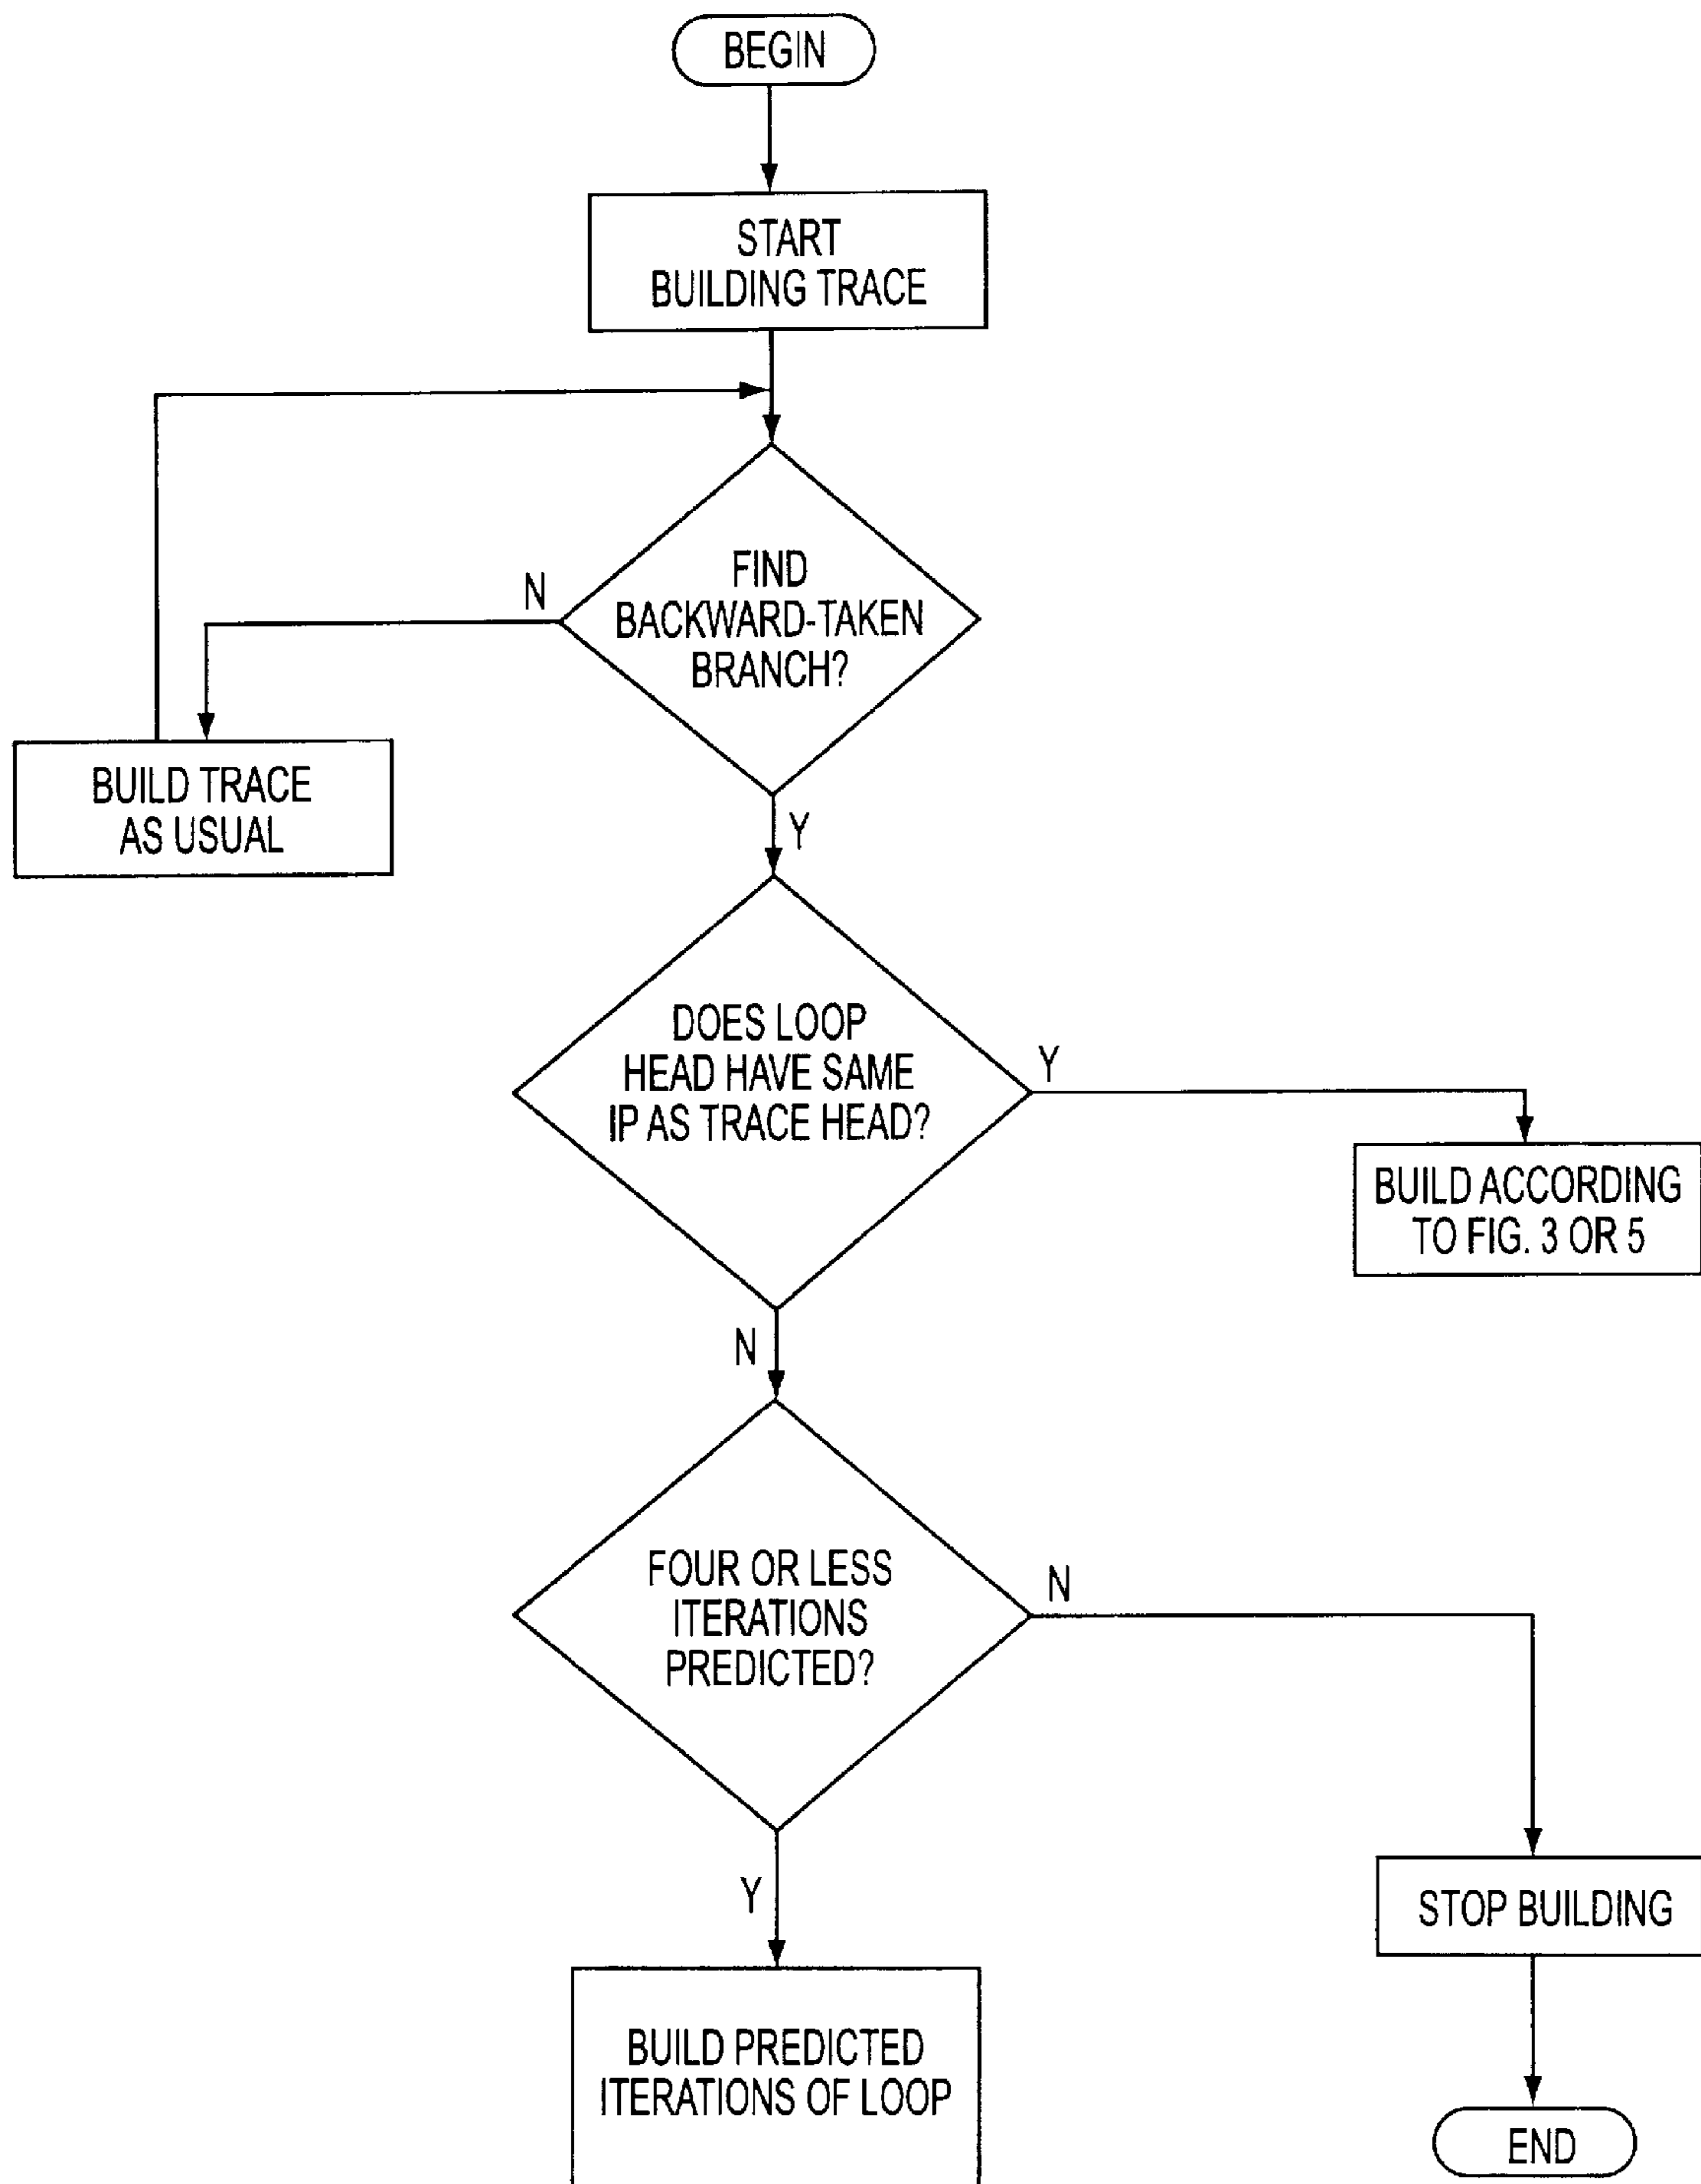 BEGIN
START
BUILDING TRACE
FIND
BACKWARD-TAKEN
BRANCH?
N
Y
BUILD TRACE
AS USUAL
DOES LOOP
HEAD HAVE SAME
IP AS TRACE HEAD?
Y
N
BUILD ACCORDING
TO FIG. 3 OR 5
FOUR OR LESS
ITERATIONS
PREDICTED?
N
Y
STOP BUILDING
BUILD PREDICTED
ITERATIONS OF LOOP
END